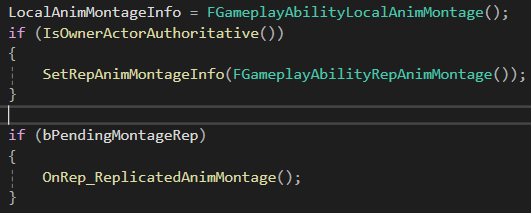 LocalAnimMontageInfo = FGameplayAbilityLocalAnimMontage();
if (IsOwnerActorAuthoritative())
{
    SetRepAnimMontageInfo(FGameplayAbilityRepAnimMontage());
}
if (bPendingMontageRep)
{
    OnRep_ReplicatedAnimMontage();
}